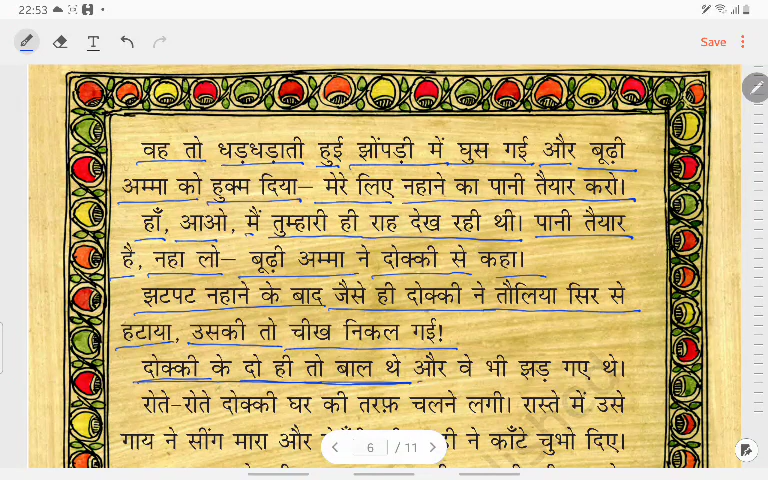 22:53
T
Save
वह तो धड़धड़ाती हुई झोंपड़ी में घुस गई और बूढ़ी
अम्मा को हुक्म दिया– मेरे लिए नहाने का पानी तैयार करो।
हाँ, आओ, मैं तुम्हारी ही राह देख रही थी। पानी तैयार
है, नहा लो– बूढ़ी अम्मा ने दोक्की से कहा।
झटपट नहाने के बाद जैसे ही दोक्की ने तौलिया सिर से
हटाया, उसकी तो चीख निकल गई!
दोक्की के दो ही तो बाल थे और वे भी झड़ गए थे।
रोते-रोते दोक्की घर की तरफ़ चलने लगी। रास्ते में उसे
गाय ने सींग मारा और ने काँटे चुभो दिए।
6 / 11